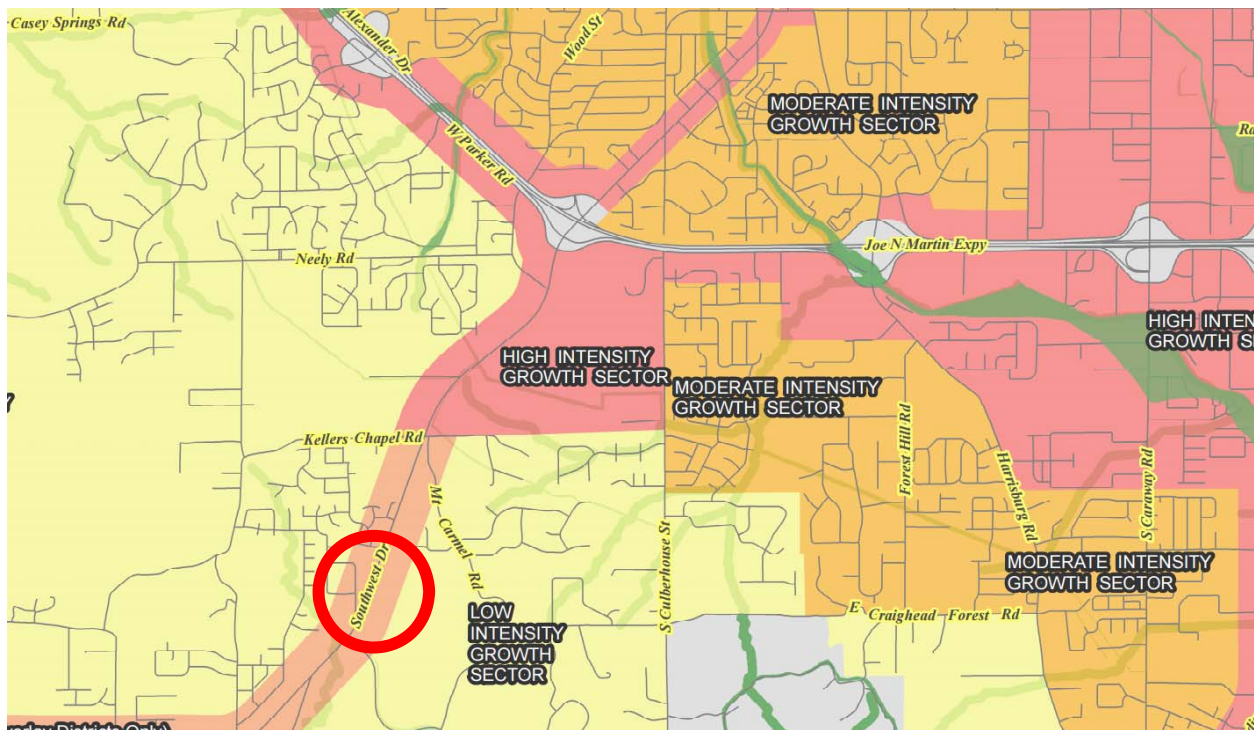 Casey Springs Rd
Alexander Dr
Wood St
MODERATE INTENSITY
GROWTH SECTOR
W Parker Rd
Joe N Martin Expy
Neely Rd
HIGH INTENSITY
GROWTH SECTOR
MODERATE INTENSITY
GROWTH SECTOR
HIGH INTEN
GROWTH S
Kellers Chapel Rd
Forest Hill Rd
Harrisburg Rd
S Caraway Rd
Mt Carmel Rd
Southwest Dr
S Culberhouse St
MODERATE INTENSITY
GROWTH SECTOR
LOW
INTENSITY
GROWTH
SECTOR
E Craighead Forest Rd
Districts Only)